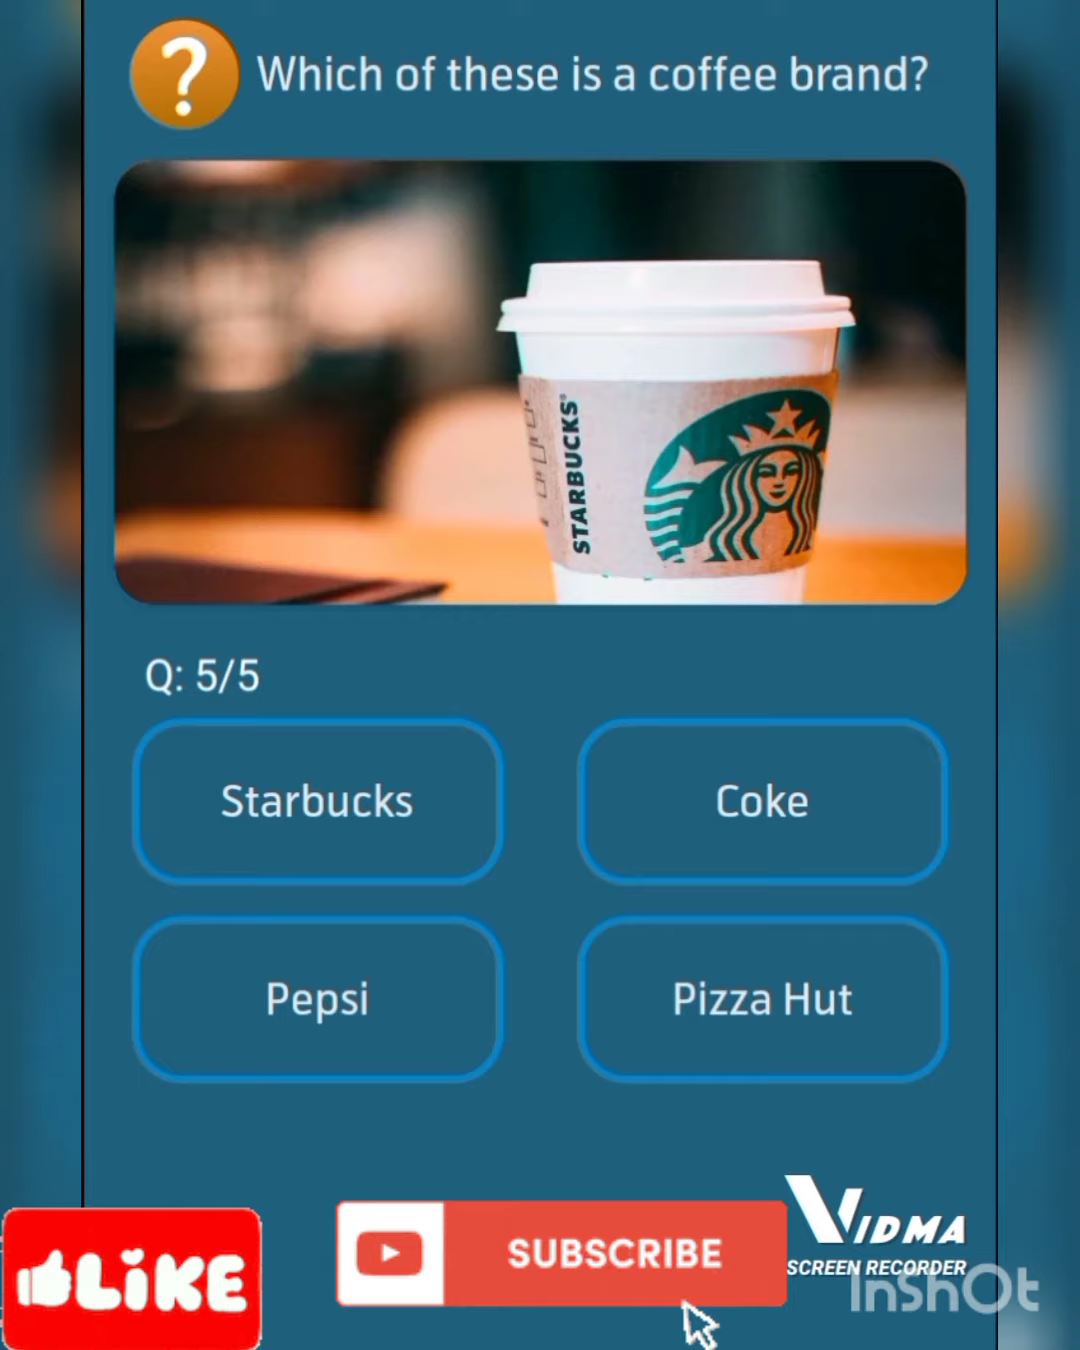 ? Which of these is a coffee brand?
STARBUCKS
Q: 5/5
Starbucks
Coke
Pepsi
Pizza Hut
LiKE
SUBSCRIBE
VIDMA
SCREEN RECORDER
InShOt